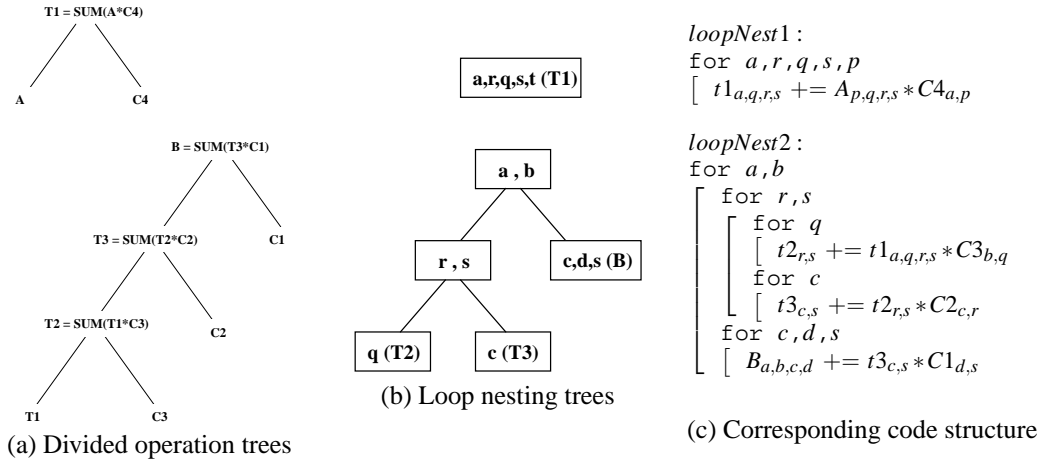 T1 = SUM(A*C4)
A
C4
B = SUM(T3*C1)
T3 = SUM(T2*C2)
C1
T2 = SUM(T1*C3)
C2
T1
C3
(a) Divided operation trees
a,r,q,s,t (T1)
a , b
r , s
c,d,s (B)
q (T2)
c (T3)
(b) Loop nesting trees
loopNest1:
for a,r,q,s,p
[ t1a,q,r,s += Ap,q,r,s ∗ C4a,p
loopNest2:
for a,b
for r,s
for q
[ t2r,s += t1a,q,r,s ∗ C3b,q
for c
[ t3c,s += t2r,s ∗ C2c,r
for c,d,s
[ Ba,b,c,d += t3c,s ∗ C1d,s
(c) Corresponding code structure